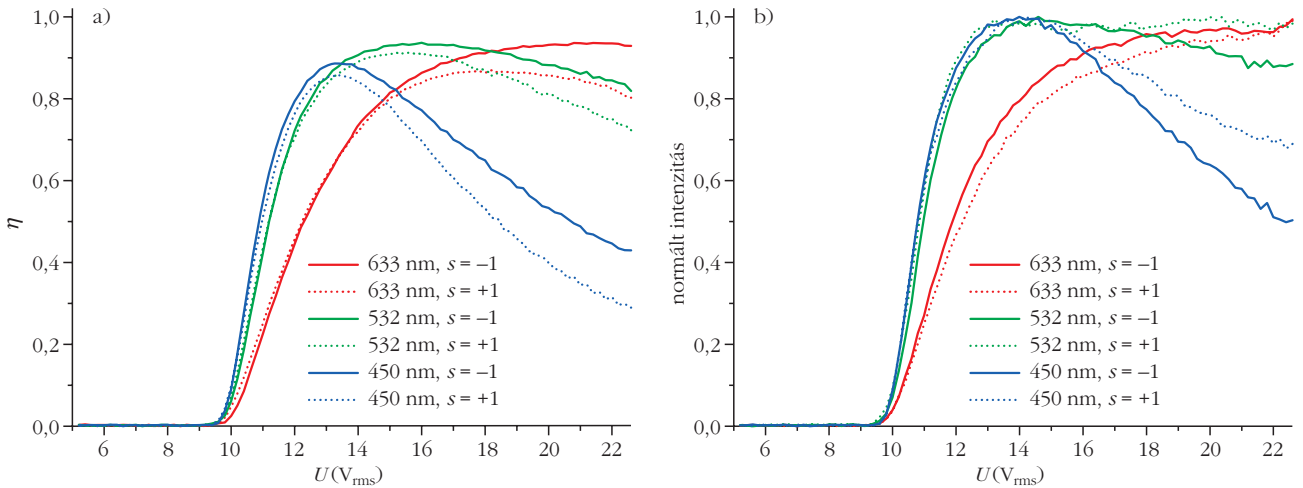 a)
1,0
0,8
0,6
0,4
0,2
0,0
η
633 nm, s = –1
633 nm, s = +1
532 nm, s = –1
532 nm, s = +1
450 nm, s = –1
450 nm, s = +1
6 8 10 12 14 16 18 20 22
U(Vrms)
b)
1,0
0,8
0,6
0,4
0,2
0,0
normált intenzitás
633 nm, s = –1
633 nm, s = +1
532 nm, s = –1
532 nm, s = +1
450 nm, s = –1
450 nm, s = +1
6 8 10 12 14 16 18 20 22
U(Vrms)